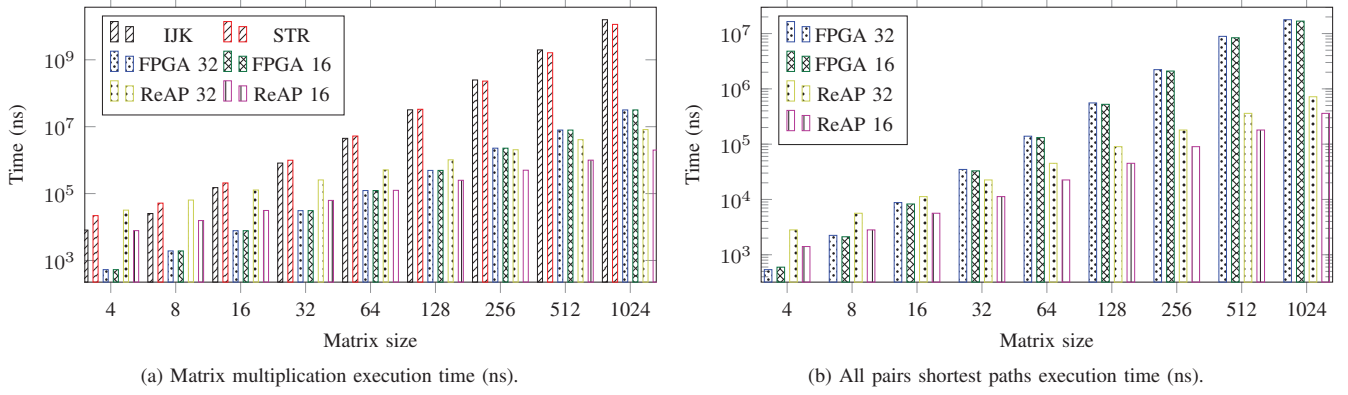 IJK STR
FPGA 32 FPGA 16
ReAP 32 ReAP 16
10^9
10^7
10^5
10^3
Time (ns)
4 8 16 32 64 128 256 512 1024
Matrix size
(a) Matrix multiplication execution time (ns).
FPGA 32
FPGA 16
ReAP 32
ReAP 16
10^7
10^6
10^5
10^4
10^3
Time (ns)
4 8 16 32 64 128 256 512 1024
Matrix size
(b) All pairs shortest paths execution time (ns).